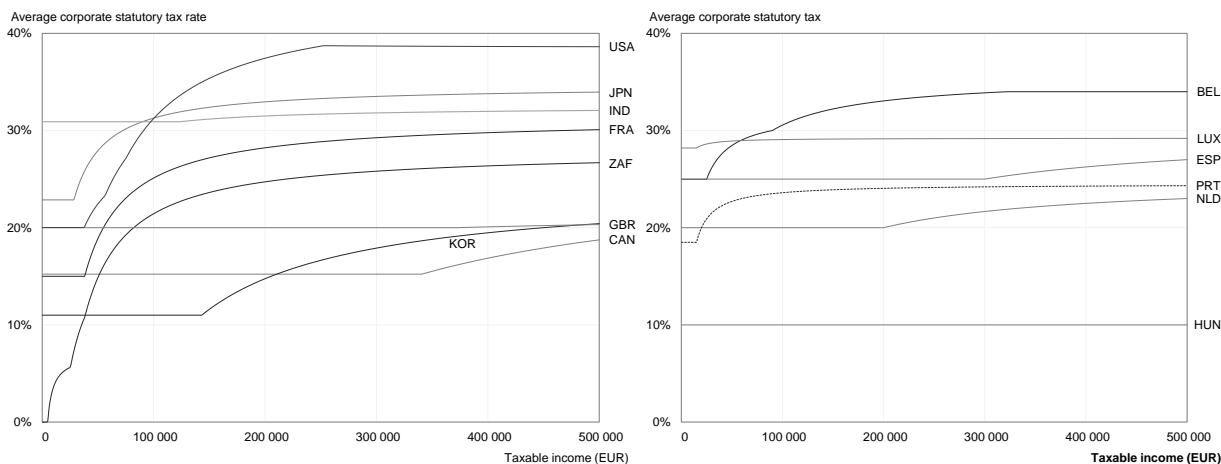 Average corporate statutory tax rate
40%
30%
20%
10%
0%
USA
JPN
IND
FRA
ZAF
GBR
CAN
KOR
0 100 000 200 000 300 000 400 000 500 000
Taxable income (EUR)
Average corporate statutory tax
40%
30%
20%
10%
0%
BEL
LUX
ESP
PRT
NLD
HUN
0 100 000 200 000 300 000 400 000 500 000
Taxable income (EUR)